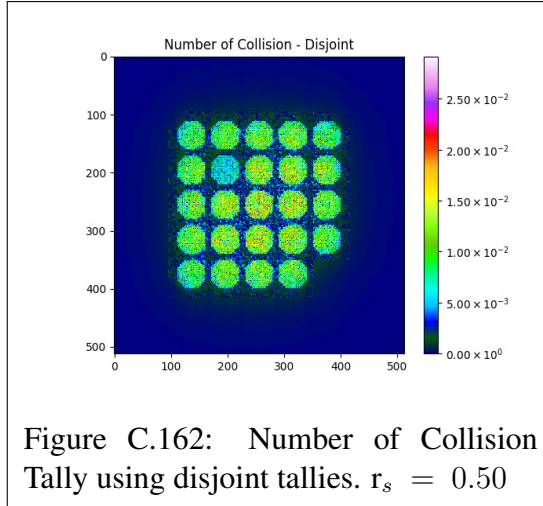 Number of Collision - Disjoint
0
100
200
300
400
500
0 100 200 300 400 500
2.50 × 10⁻²
2.00 × 10⁻²
1.50 × 10⁻²
1.00 × 10⁻²
5.00 × 10⁻³
0.00 × 10⁰
Figure C.162: Number of Collision
Tally using disjoint tallies. rₛ = 0.50